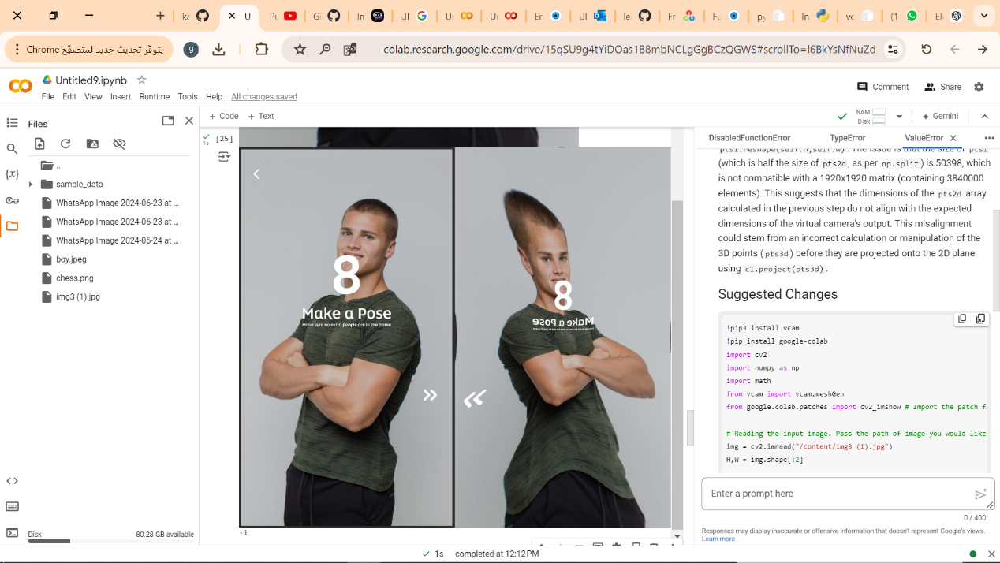 ka
Ur
Pu
Gi
In
JI
Ur
Ur
Er
JI
le
Fr
Fu
py
In
vc
(1
El
يتوفّر تحديث جديد لمتصفّح Chrome
g
colab.research.google.com/drive/15qSU9g4tYiDOas1B8mbNCLgGgBCzQGWS#scrollTo=I6BkYsNfNuZd
CO
Untitled9.ipynb
File Edit View Insert Runtime Tools Help All changes saved
Comment
Share
Files
..
sample_data
WhatsApp Image 2024-06-23 at ...
WhatsApp Image 2024-06-23 at ...
WhatsApp Image 2024-06-24 at ...
boy.jpeg
chess.png
img3 (1).jpg
Disk
80.28 GB available
+ Code + Text
RAM
Disk
Gemini
[25]
1s
8
Make a Pose
Make sure no extra people are in the frame
8
Make a Pose
-1
DisabledFunctionError TypeError ValueError
pts1.reshape(self.H,self.W). The issue is that the size of pts1
(which is half the size of pts2d, as per np.split) is 50398, which
is not compatible with a 1920x1920 matrix (containing 3840000
elements). This suggests that the dimensions of the pts2d array
calculated in the previous step do not align with the expected
dimensions of the virtual camera's output. This misalignment
could stem from an incorrect calculation or manipulation of the
3D points (pts3d) before they are projected onto the 2D plane
using c1.project(pts3d).
Suggested Changes
!pip3 install vcam
!pip install google-colab
import cv2
import numpy as np
import math
from vcam import vcam,meshGen
from google.colab.patches import cv2_imshow # Import the patch fo
# Reading the input image. Pass the path of image you would like
img = cv2.imread("/content/img3 (1).jpg")
H,W = img.shape[:2]
Enter a prompt here
0 / 400
Responses may display inaccurate or offensive information that doesn't represent Google's views.
Learn more
1s completed at 12:12 PM